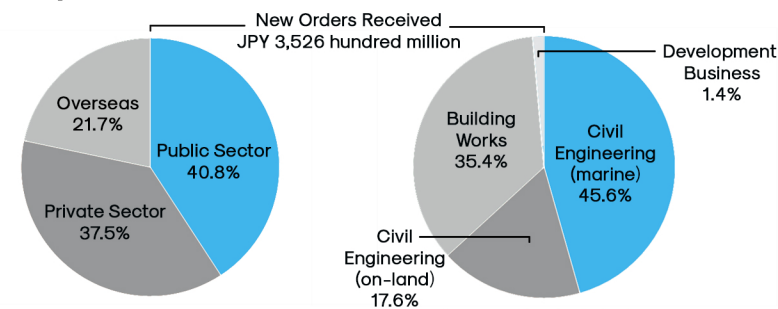 New Orders Received
JPY 3,526 hundred million
Overseas
21.7%
Public Sector
40.8%
Private Sector
37.5%
Development
Business
1.4%
Building
Works
35.4%
Civil
Engineering
(marine)
45.6%
Civil
Engineering
(on-land)
17.6%